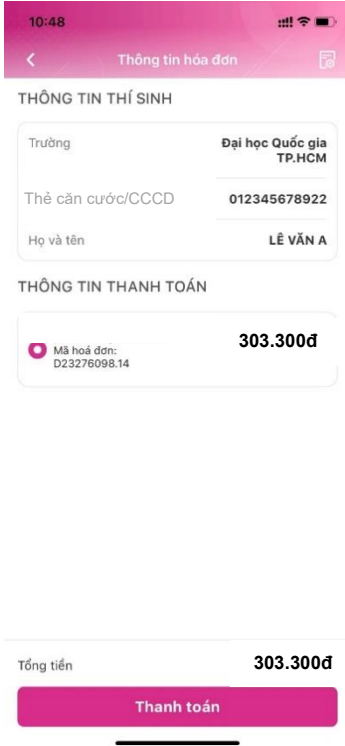 10:48
Thông tin hóa đơn
THÔNG TIN THÍ SINH
Trường
Đại học Quốc gia
TP.HCM
Thẻ căn cước/CCCD
012345678922
Họ và tên
LÊ VĂN A
THÔNG TIN THANH TOÁN
303.300đ
Mã hoá đơn:
D23276098.14
Tổng tiền
303.300đ
Thanh toán